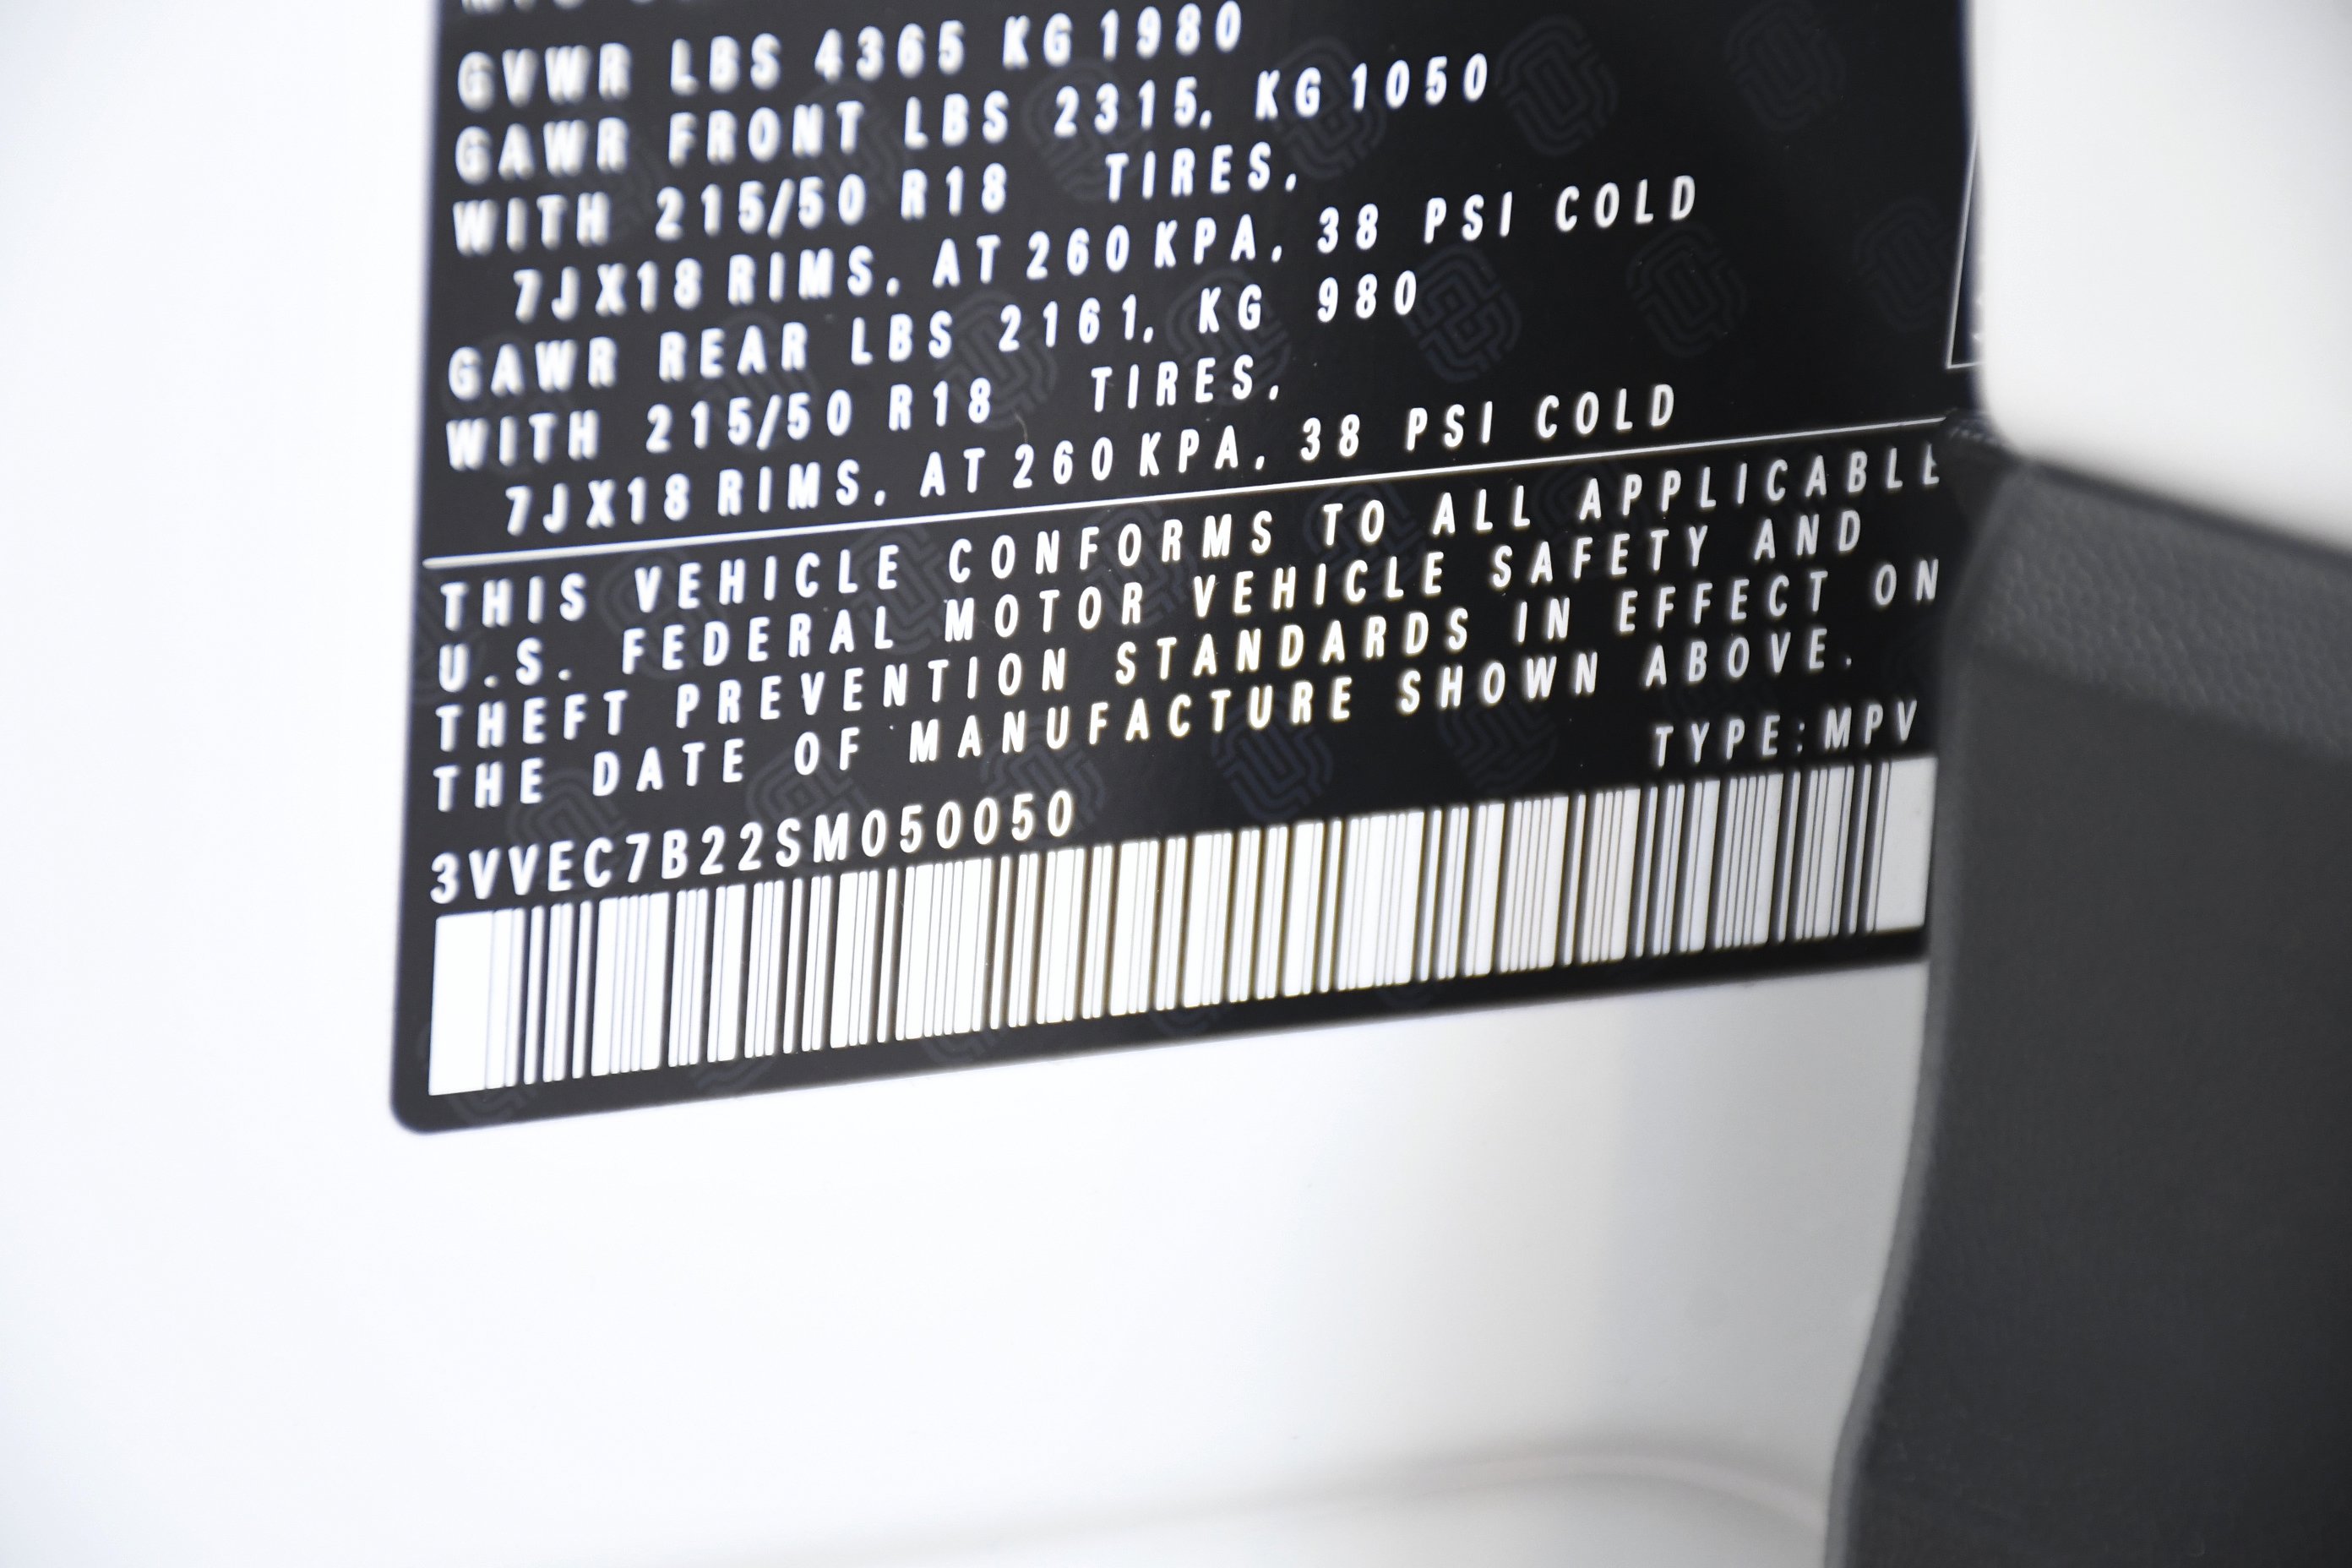 GVWR LBS 4365 KG 1980
GAWR FRONT LBS 2315, KG 1050
WITH 215/50 R18 TIRES,
7JX18 RIMS, AT 260 KPA, 38 PSI COLD
GAWR REAR LBS 2161, KG 980
WITH 215/50 R18 TIRES,
7JX18 RIMS, AT 260 KPA, 38 PSI COLD
THIS VEHICLE CONFORMS TO ALL APPLICABLE
U.S. FEDERAL MOTOR VEHICLE SAFETY AND
THEFT PREVENTION STANDARDS IN EFFECT ON
THE DATE OF MANUFACTURE SHOWN ABOVE.
TYPE:MPV
3VVEC7B22SM050050